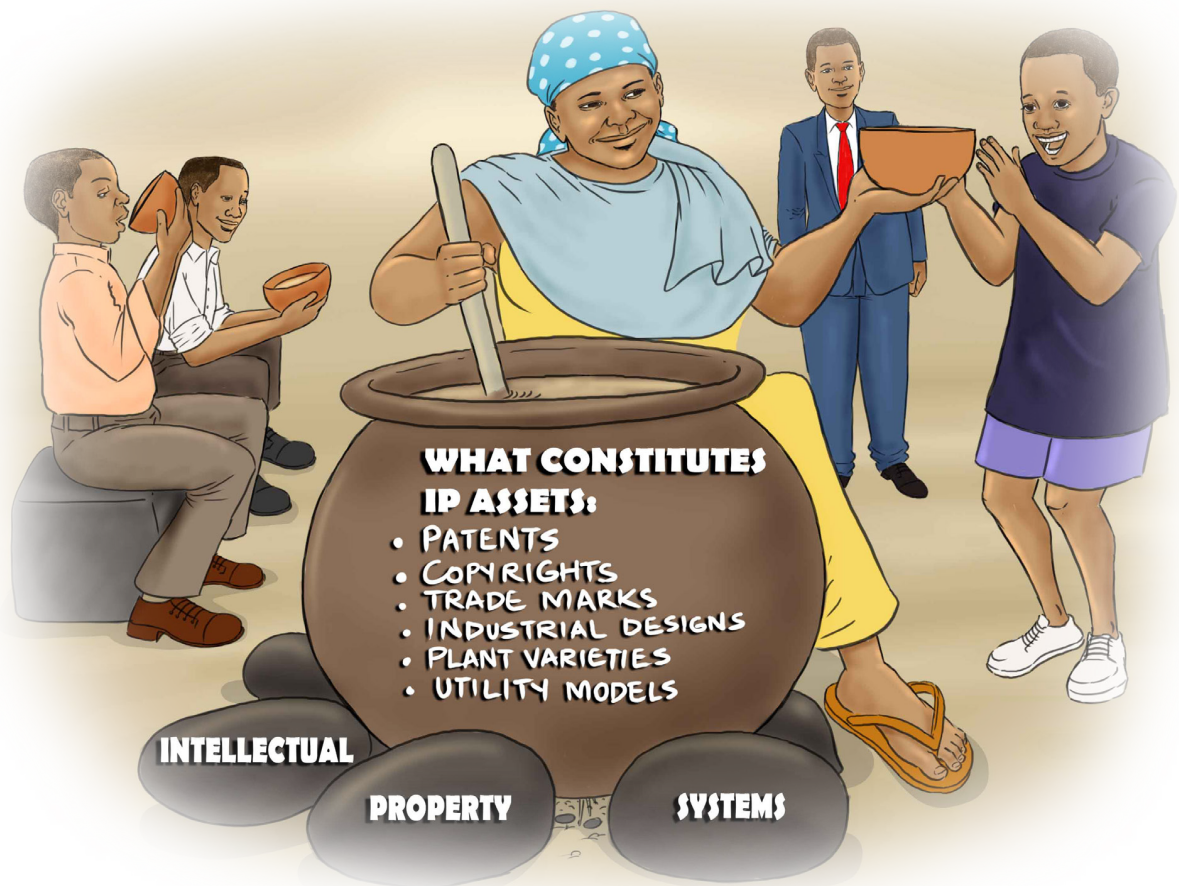 WHAT CONSTITUTES
IP ASSETS:
• PATENTS
• COPYRIGHTS
• TRADE MARKS
• INDUSTRIAL DESIGNS
• PLANT VARIETIES
• UTILITY MODELS
INTELLECTUAL
PROPERTY
SYSTEMS